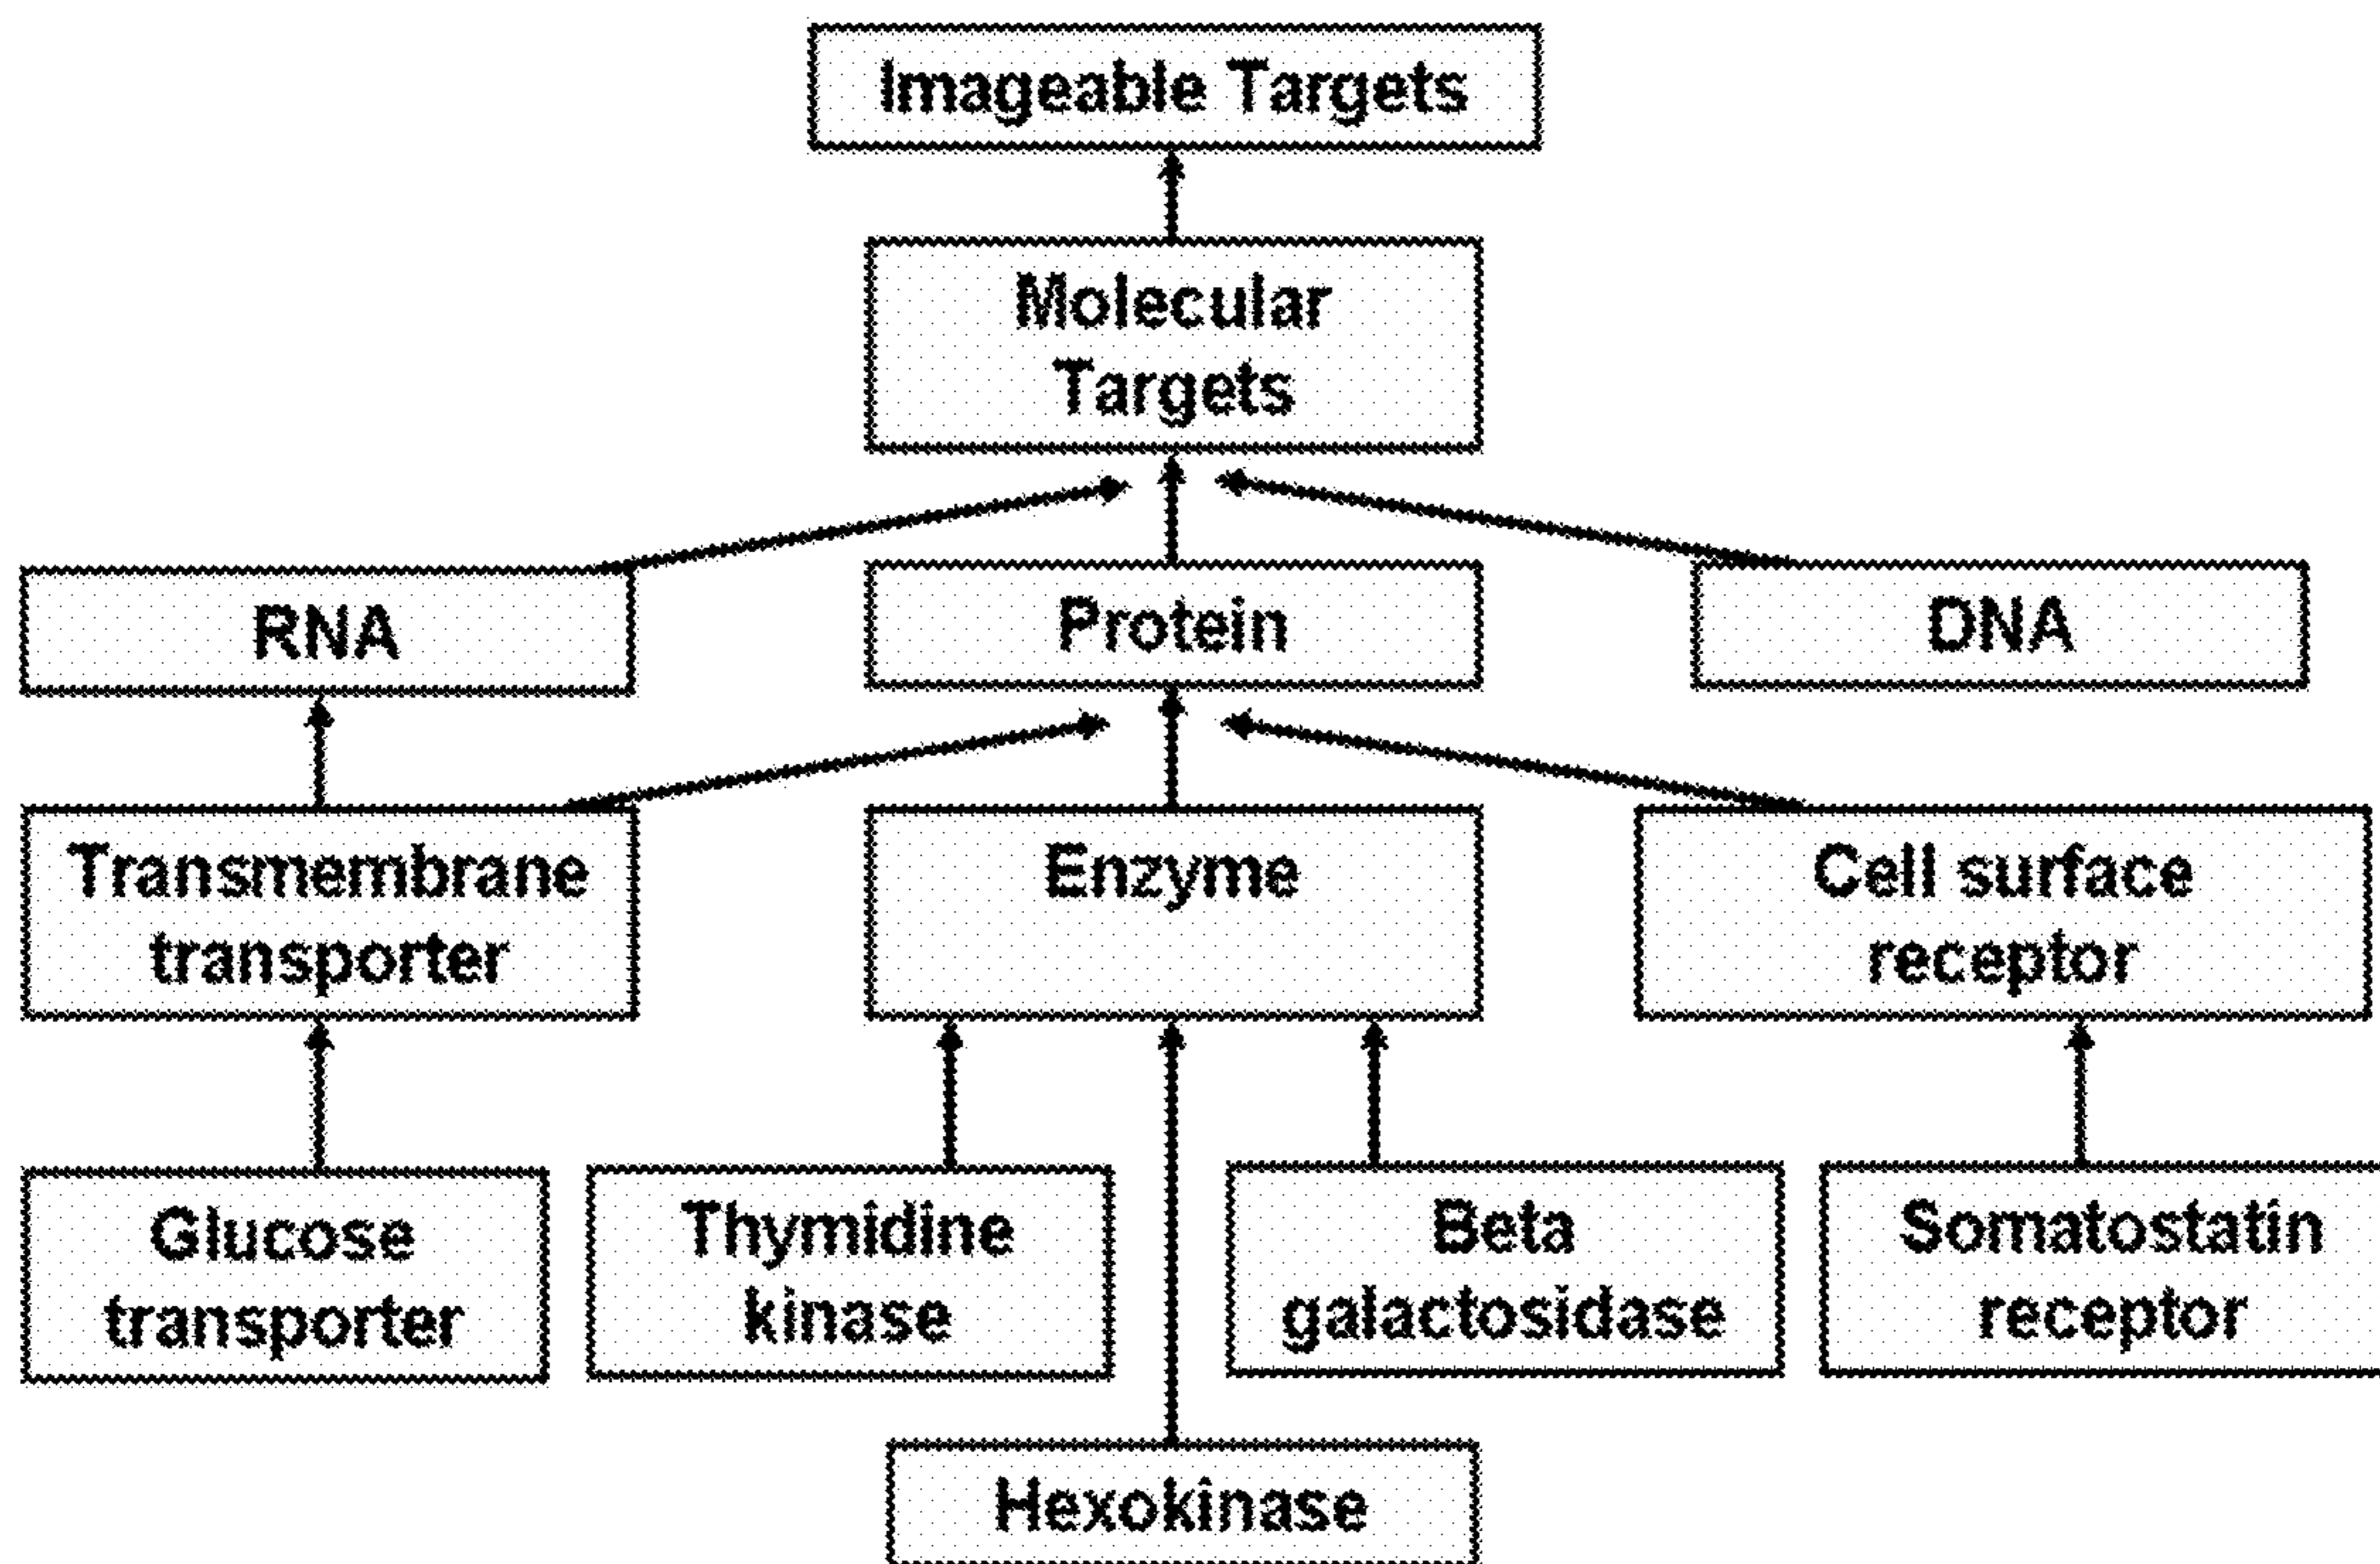 Imageable Targets
Molecular
Targets
RNA
Protein
DNA
Transmembrane
transporter
Enzyme
Cell surface
receptor
Glucose
transporter
Thymidine
kinase
Beta
galactosidase
Somatostatin
receptor
Hexokinase